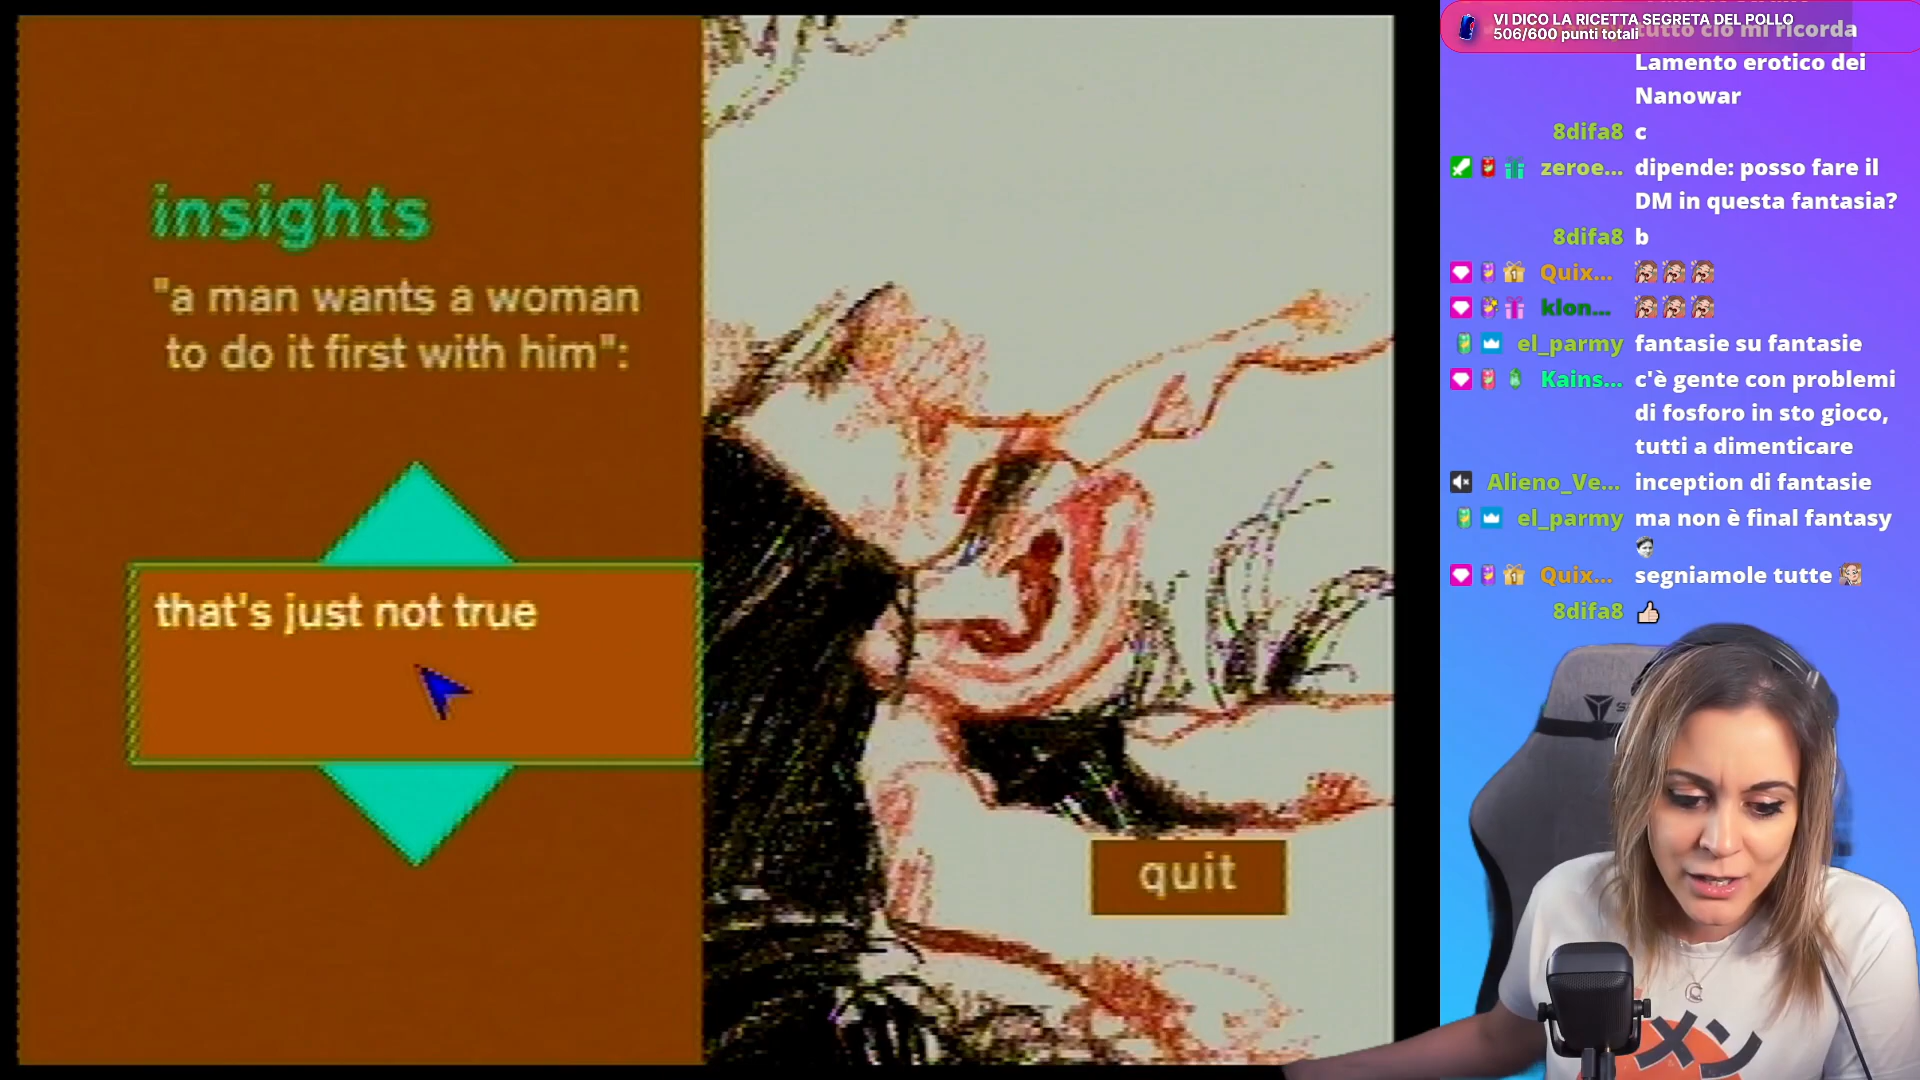 insights
"a man wants a woman
to do it first with him":
that's just not true
quit
VI DICO LA RICETTA SEGRETA DEL POLLO
506/600 punti totali
tutto ciò mi ricorda
Lamento erotico dei
Nanowar
8difa8 c
zeroe... dipende: posso fare il
DM in questa fantasia?
8difa8 b
Quix...
klon...
el_parmy fantasie su fantasie
Kains... c'è gente con problemi
di fosforo in sto gioco,
tutti a dimenticare
Alieno_Ve... inception di fantasie
el_parmy ma non è final fantasy
Quix... segniamole tutte
8difa8
メン